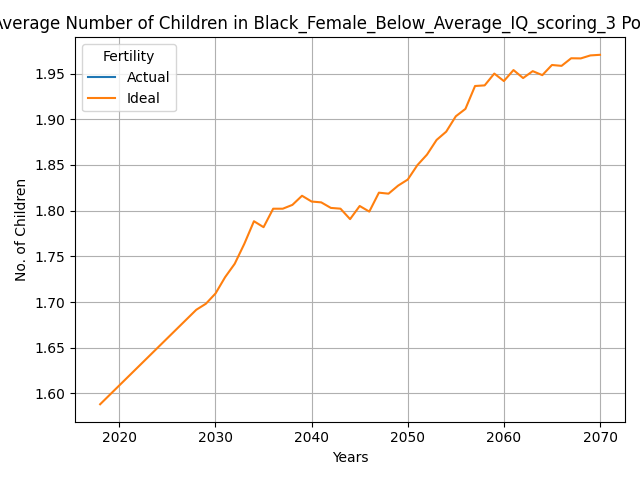 Average Number of Children in Black_Female_Below_Average_IQ_scoring_3 Po
Fertility
Actual
Ideal
1.95
1.90
1.85
1.80
1.75
1.70
1.65
1.60
No. of Children
2020 2030 2040 2050 2060 2070
Years